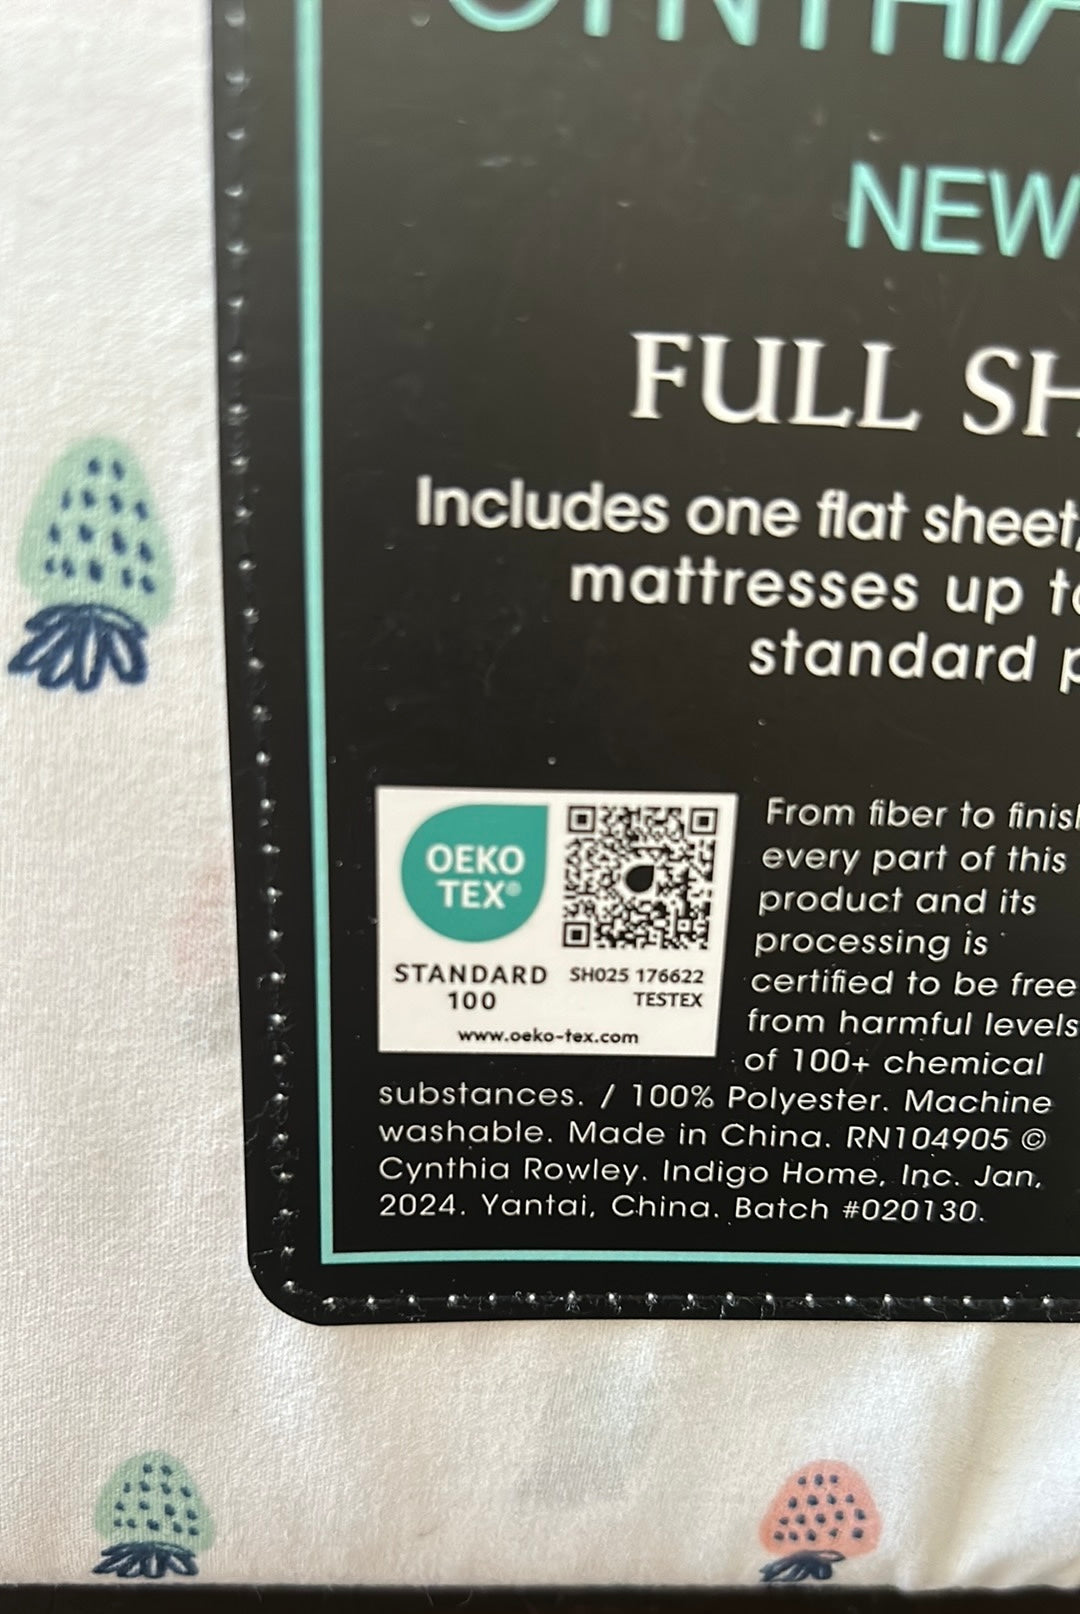 CYNTHIA
NEW
FULL SH
Includes one flat sheet,
mattresses up to
standard p
OEKO
TEX®
STANDARD
100
SH025 176622
TESTEX
www.oeko-tex.com
From fiber to finish
every part of this
product and its
processing is
certified to be free
from harmful levels
of 100+ chemical
substances. / 100% Polyester. Machine
washable. Made in China. RN104905 ©
Cynthia Rowley. Indigo Home, Inc. Jan,
2024. Yantai, China. Batch #020130.